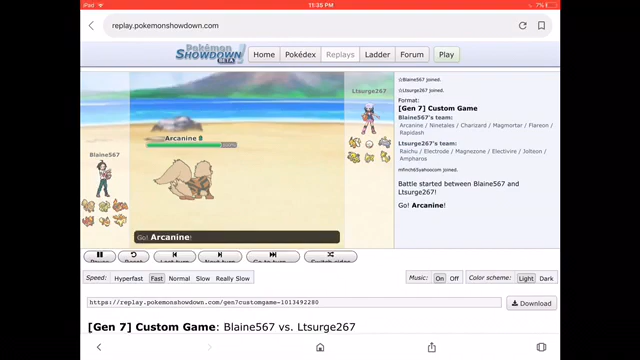 iPad
11:35 PM
7%
replay.pokemonshowdown.com
Pokémon
SHOWDOWN
BETA
Home
Pokédex
Replays
Ladder
Forum
Play
Ltsurge267
Arcanine
100%
Blaine567
Go! Arcanine!
☆Blaine567 joined.
☆Ltsurge267 joined.
Format:
[Gen 7] Custom Game
Blaine567's team:
Arcanine / Ninetales / Charizard / Magmortar / Flareon /
Rapidash
Ltsurge267's team:
Raichu / Electrode / Magnezone / Electivire / Jolteon /
Ampharos
Battle started between Blaine567 and
Ltsurge267!
Go! Arcanine!
Pause
Reset
Last turn
Next turn
Go to turn...
Switch sides
Speed:
Hyperfast
Fast
Normal
Slow
Really Slow
Music:
On
Off
Color scheme:
Light
Dark
https://replay.pokemonshowdown.com/gen7customgame-1013492280
Download
[Gen 7] Custom Game: Blaine567 vs. Ltsurge267